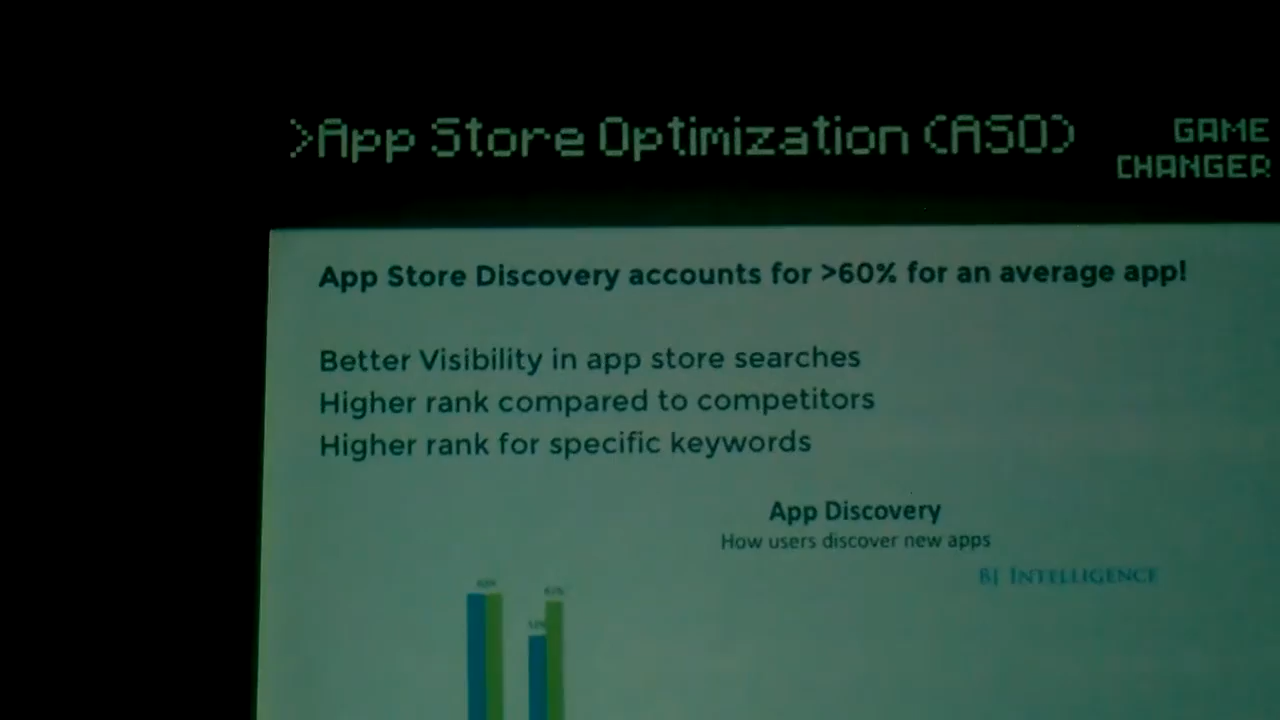 >App Store Optimization (ASO)
GAME
CHANGER
App Store Discovery accounts for >60% for an average app!
Better Visibility in app store searches
Higher rank compared to competitors
Higher rank for specific keywords
App Discovery
How users discover new apps
BI INTELLIGENCE